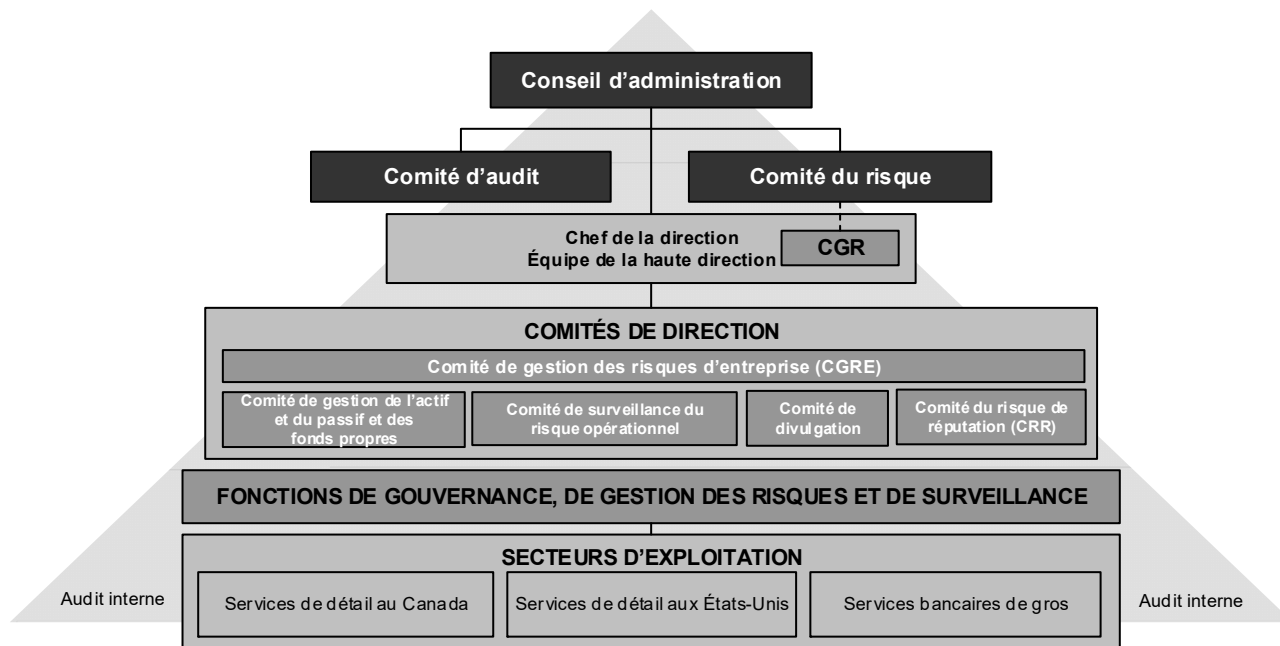 Conseil d’administration
Comité d’audit
Comité du risque
Chef de la direction
Équipe de la haute direction
CGR
COMITÉS DE DIRECTION
Comité de gestion des risques d’entreprise (CGRE)
Comité de gestion de l’actif
et du passif et des
fonds propres
Comité de surveillance du
risque opérationnel
Comité de
divulgation
Comité du risque de
réputation (CRR)
FONCTIONS DE GOUVERNANCE, DE GESTION DES RISQUES ET DE SURVEILLANCE
SECTEURS D’EXPLOITATION
Audit interne
Services de détail au Canada
Services de détail aux États-Unis
Services bancaires de gros
Audit interne